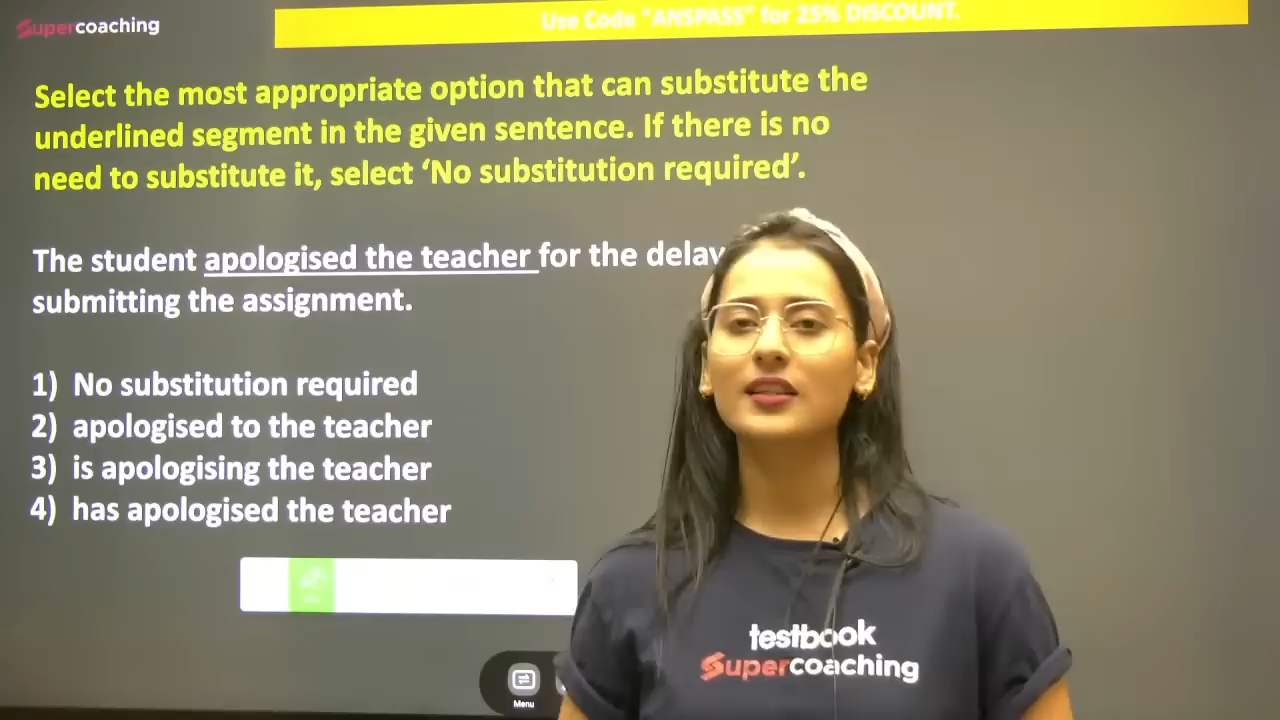 Supercoaching
Use Code "ANSPASS" for 25% DISCOUNT.
Select the most appropriate option that can substitute the
underlined segment in the given sentence. If there is no
need to substitute it, select ‘No substitution required’.
The student apologised the teacher for the delay
submitting the assignment.
1) No substitution required
2) apologised to the teacher
3) is apologising the teacher
4) has apologised the teacher
testbook
Supercoaching
Menu